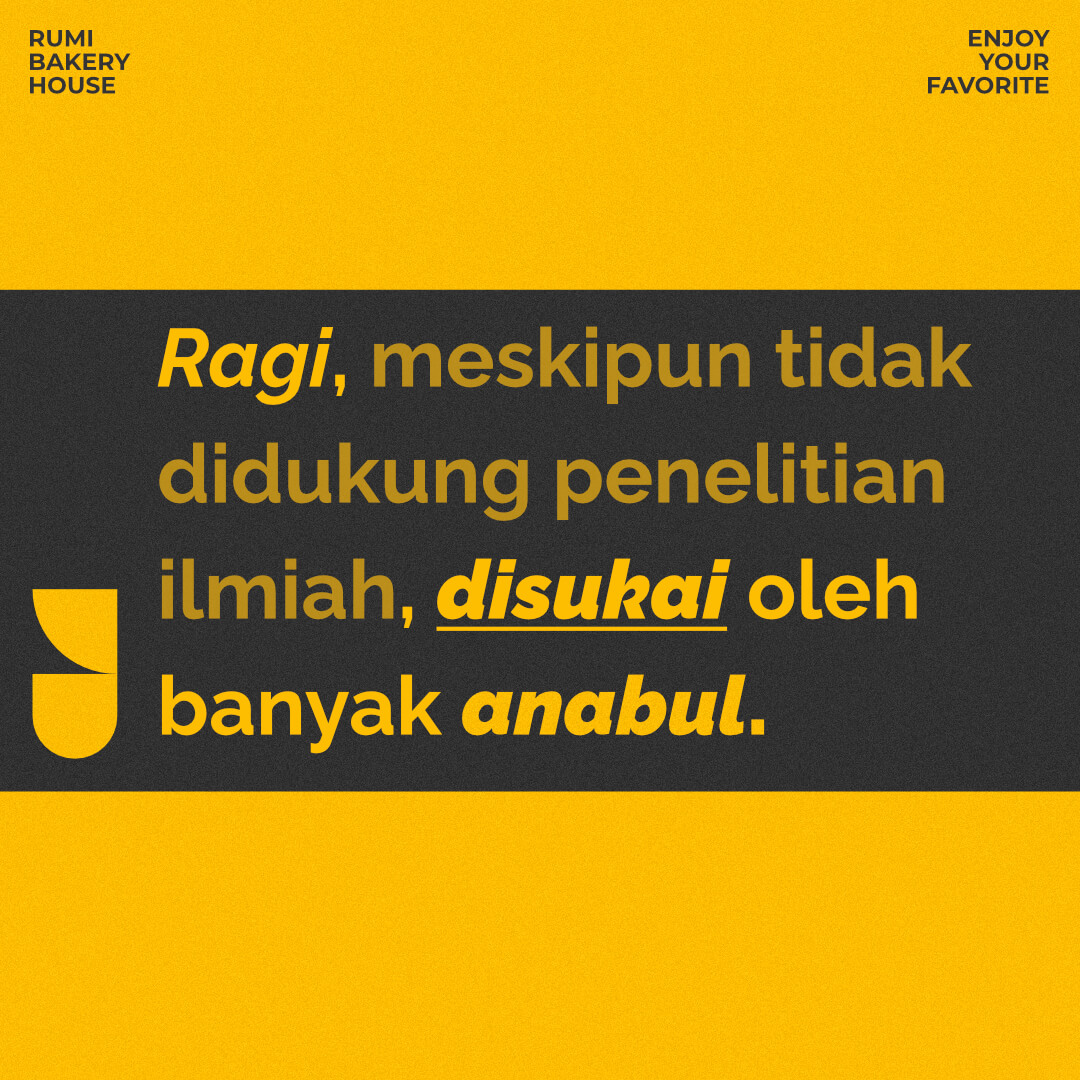 RUMI
BAKERY
HOUSE
ENJOY
YOUR
FAVORITE
Ragi, meskipun tidak
didukung penelitian
ilmiah, disukai oleh
banyak anabul.